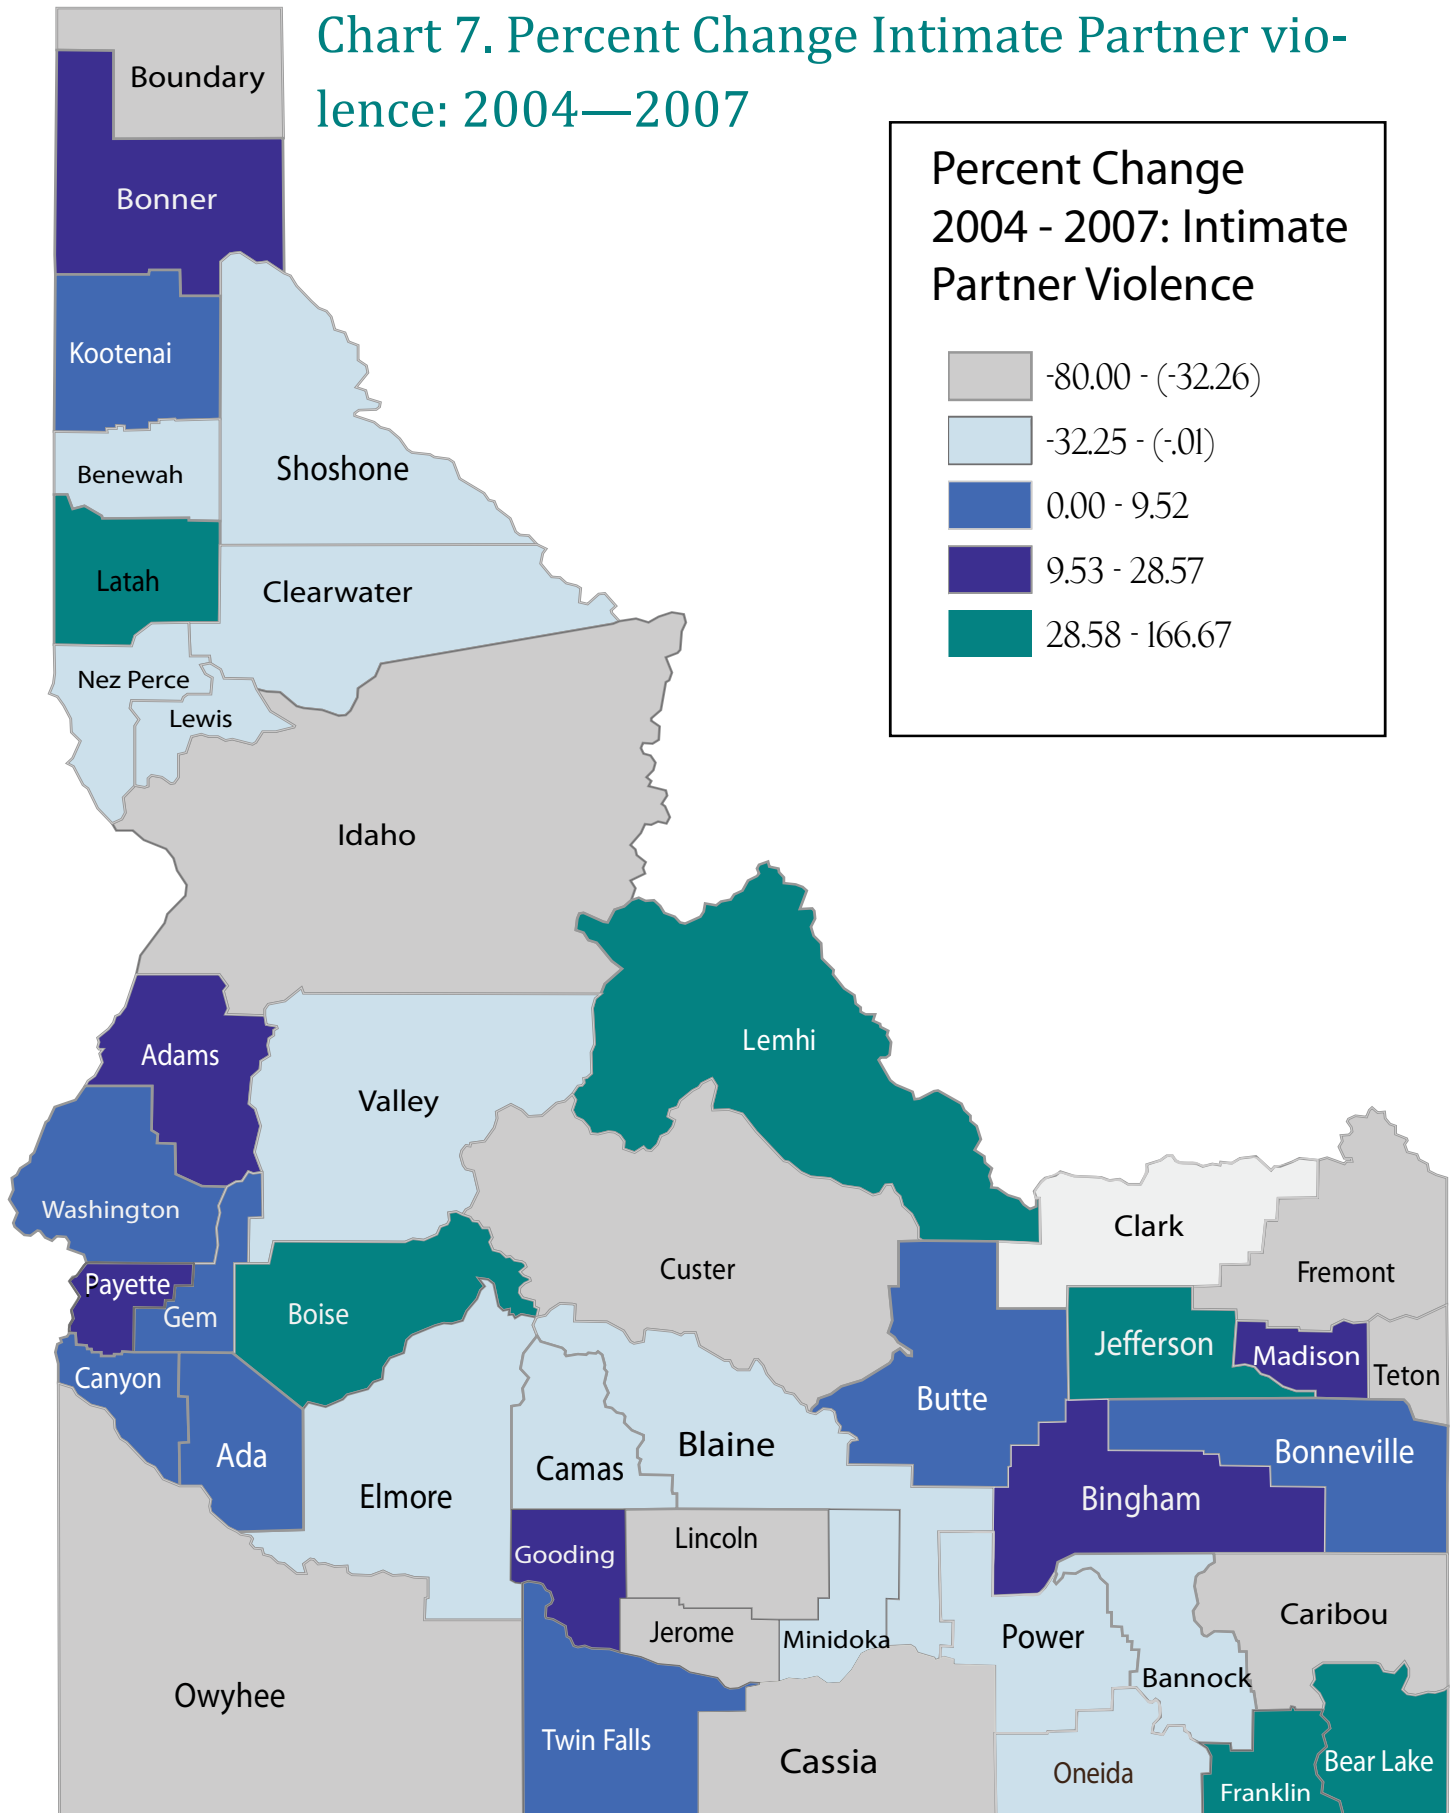 Chart 7. Percent Change Intimate Partner vio-
lence: 2004—2007
Percent Change
2004 - 2007: Intimate
Partner Violence
-80.00 - (-32.26)
-32.25 - (-.01)
0.00 - 9.52
9.53 - 28.57
28.58 - 166.67
Boundary
Bonner
Kootenai
Benewah
Shoshone
Latah
Clearwater
Nez Perce
Lewis
Idaho
Lemhi
Adams
Valley
Washington
Clark
Custer
Fremont
Payette
Gem
Boise
Jefferson
Madison
Teton
Canyon
Butte
Ada
Blaine
Bonneville
Camas
Elmore
Bingham
Lincoln
Gooding
Caribou
Jerome
Minidoka
Power
Bannock
Owyhee
Twin Falls
Cassia
Oneida
Bear Lake
Franklin